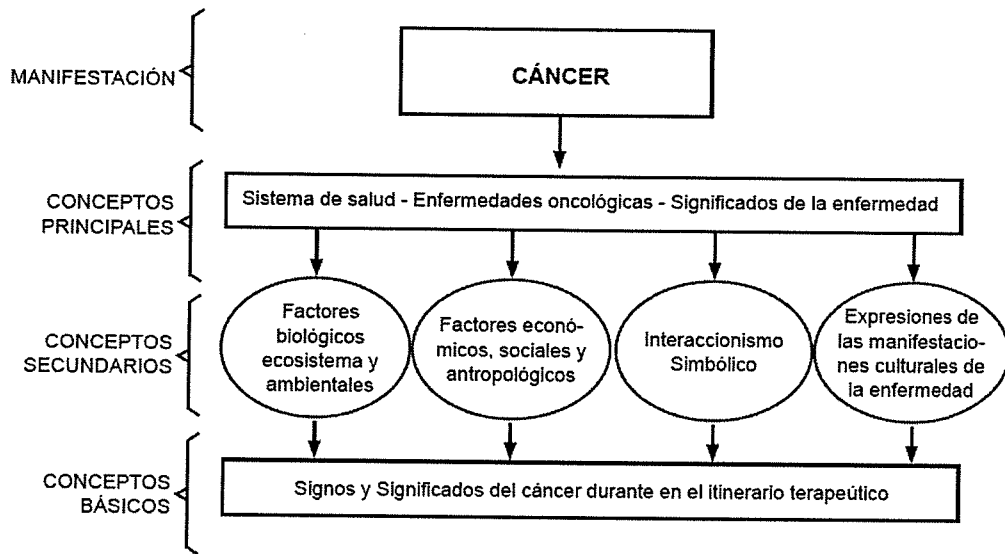 MANIFESTACIÓN
CÁNCER
CONCEPTOS
PRINCIPALES
Sistema de salud - Enfermedades oncológicas - Significados de la enfermedad
CONCEPTOS
SECUNDARIOS
Factores
biológicos
ecosistema y
ambientales
Factores econó-
micos, sociales y
antropológicos
Interaccionismo
Simbólico
Expresiones de
las manifestacio-
nes culturales de
la enfermedad
CONCEPTOS
BÁSICOS
Signos y Significados del cáncer durante en el itinerario terapeútico